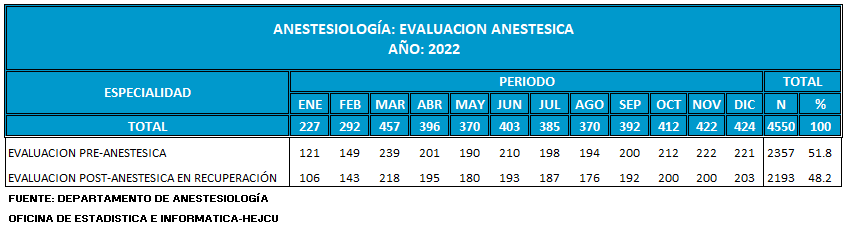 ANESTESIOLOGÍA: EVALUACION ANESTESICA
AÑO: 2022
ESPECIALIDAD PERIODO TOTAL
ENE FEB MAR ABR MAY JUN JUL AGO SEP OCT NOV DIC N %
TOTAL 227 292 457 396 370 403 385 370 392 412 422 424 4550 100
EVALUACION PRE-ANESTESICA 121 149 239 201 190 210 198 194 200 212 222 221 2357 51.8
EVALUACION POST-ANESTESICA EN RECUPERACIÓN 106 143 218 195 180 193 187 176 192 200 200 203 2193 48.2
FUENTE: DEPARTAMENTO DE ANESTESIOLOGÍA
OFICINA DE ESTADISTICA E INFORMATICA-HEJCU